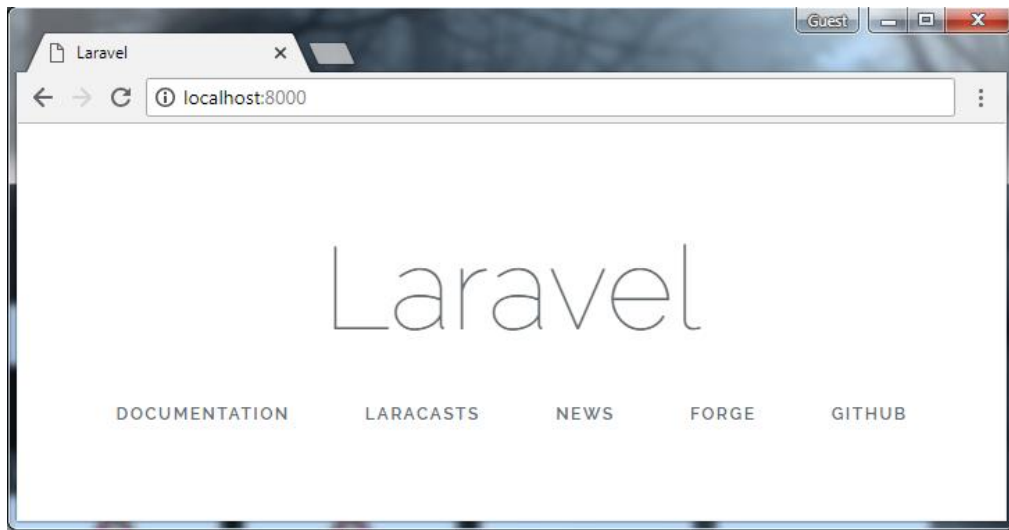 Guest
Laravel
localhost:8000
Laravel
DOCUMENTATION LARACASTS NEWS FORGE GITHUB